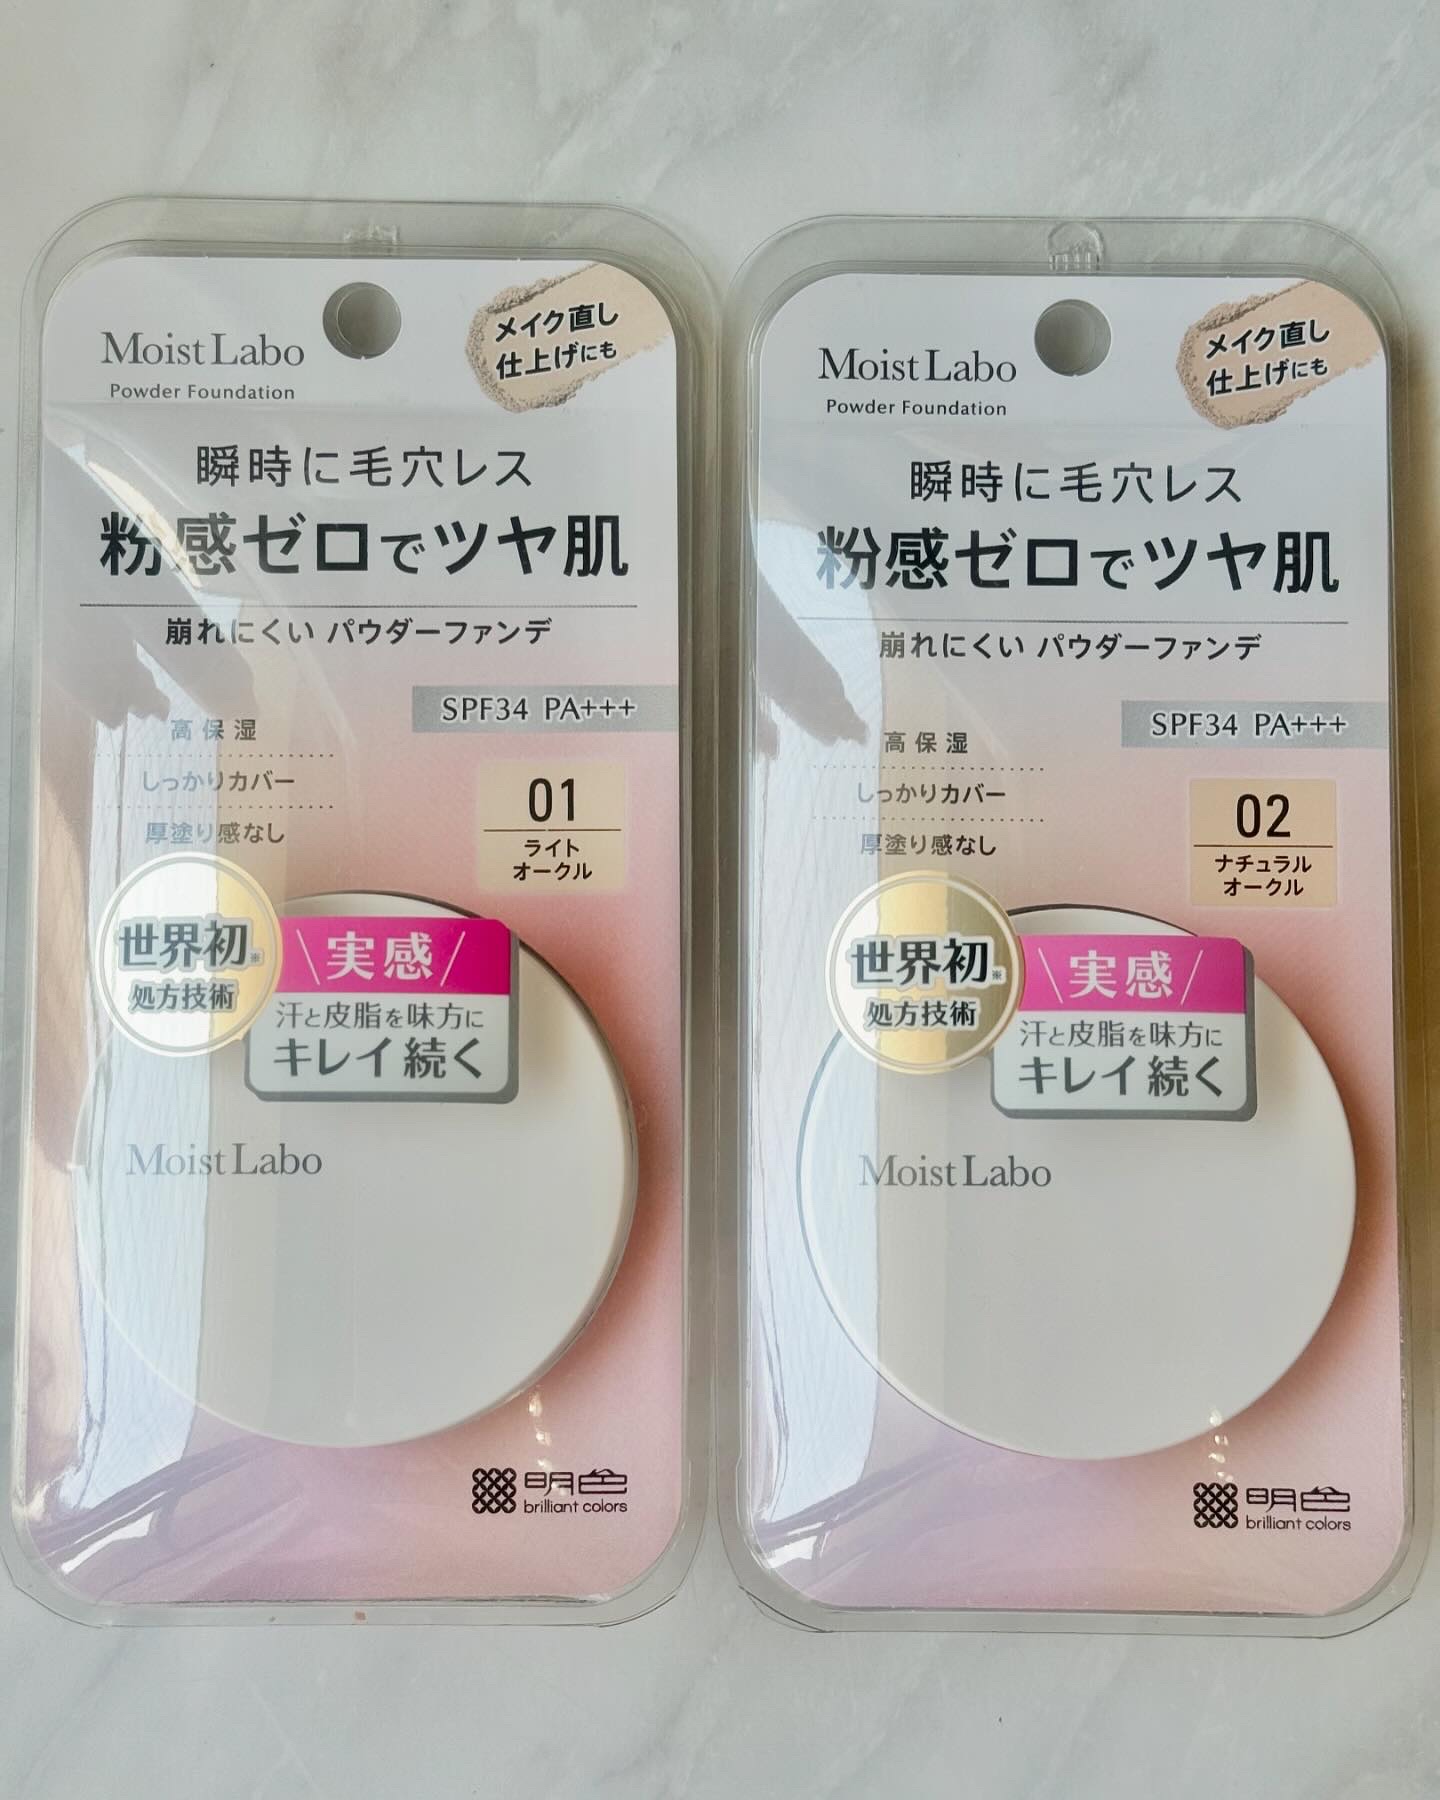 Moist Labo
Powder Foundation
メイク直し
仕上げにも
瞬時に毛穴レス
粉感ゼロでツヤ肌
崩れにくい パウダーファンデ
SPF34 PA+++
高保湿
しっかりカバー
厚塗り感なし
01
ライト
オークル
世界初※
処方技術
\実感/
汗と皮脂を味方に
キレイ続く
Moist Labo
明色
brilliant colors
Moist Labo
Powder Foundation
メイク直し
仕上げにも
瞬時に毛穴レス
粉感ゼロでツヤ肌
崩れにくい パウダーファンデ
SPF34 PA+++
高保湿
しっかりカバー
厚塗り感なし
02
ナチュラル
オークル
世界初※
処方技術
\実感/
汗と皮脂を味方に
キレイ続く
Moist Labo
明色
brilliant colors